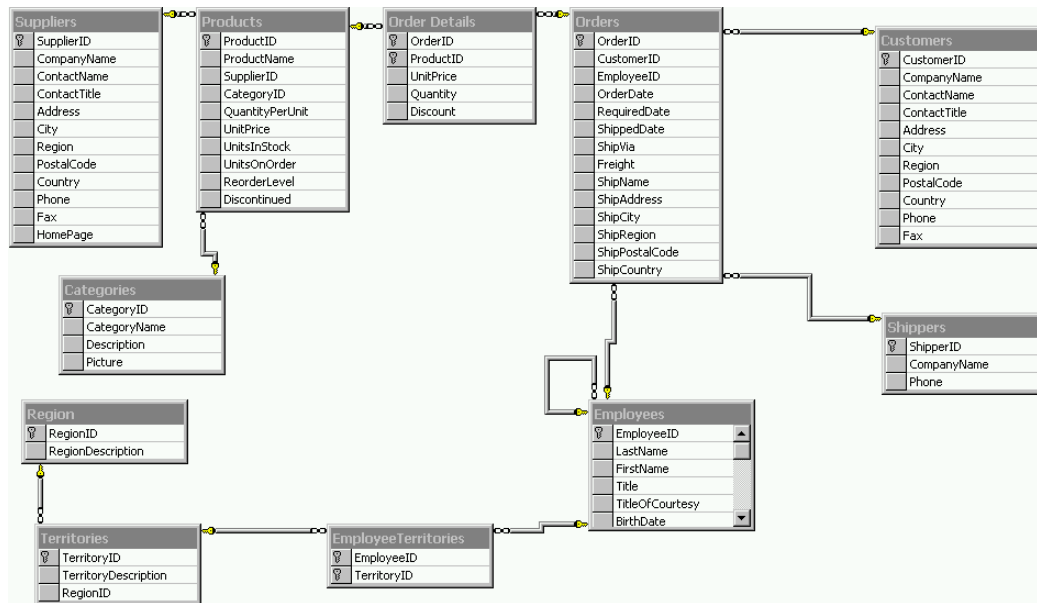 Suppliers
SupplierID
CompanyName
ContactName
ContactTitle
Address
City
Region
PostalCode
Country
Phone
Fax
HomePage
Products
ProductID
ProductName
SupplierID
CategoryID
QuantityPerUnit
UnitPrice
UnitsInStock
UnitsOnOrder
ReorderLevel
Discontinued
Order Details
OrderID
ProductID
UnitPrice
Quantity
Discount
Orders
OrderID
CustomerID
EmployeeID
OrderDate
RequiredDate
ShippedDate
ShipVia
Freight
ShipName
ShipAddress
ShipCity
ShipRegion
ShipPostalCode
ShipCountry
Customers
CustomerID
CompanyName
ContactName
ContactTitle
Address
City
Region
PostalCode
Country
Phone
Fax
Categories
CategoryID
CategoryName
Description
Picture
Shippers
ShipperID
CompanyName
Phone
Region
RegionID
RegionDescription
Employees
EmployeeID
LastName
FirstName
Title
TitleOfCourtesy
BirthDate
Territories
TerritoryID
TerritoryDescription
RegionID
EmployeeTerritories
EmployeeID
TerritoryID